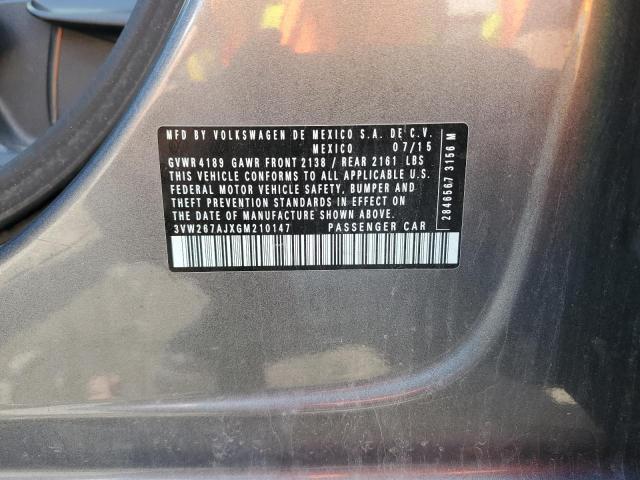 MFD BY VOLKSWAGEN DE MEXICO S.A. DE C.V.
MEXICO 07/15
GVWR 4189 GAWR FRONT 2138 / REAR 2161 LBS
THIS VEHICLE CONFORMS TO ALL APPLICABLE U.S.
FEDERAL MOTOR VEHICLE SAFETY, BUMPER AND
THEFT PREVENTION STANDARDS IN EFFECT ON
THE DATE OF MANUFACTURE SHOWN ABOVE.
3VW267AJXGM210147 PASSENGER CAR
28465673156 M